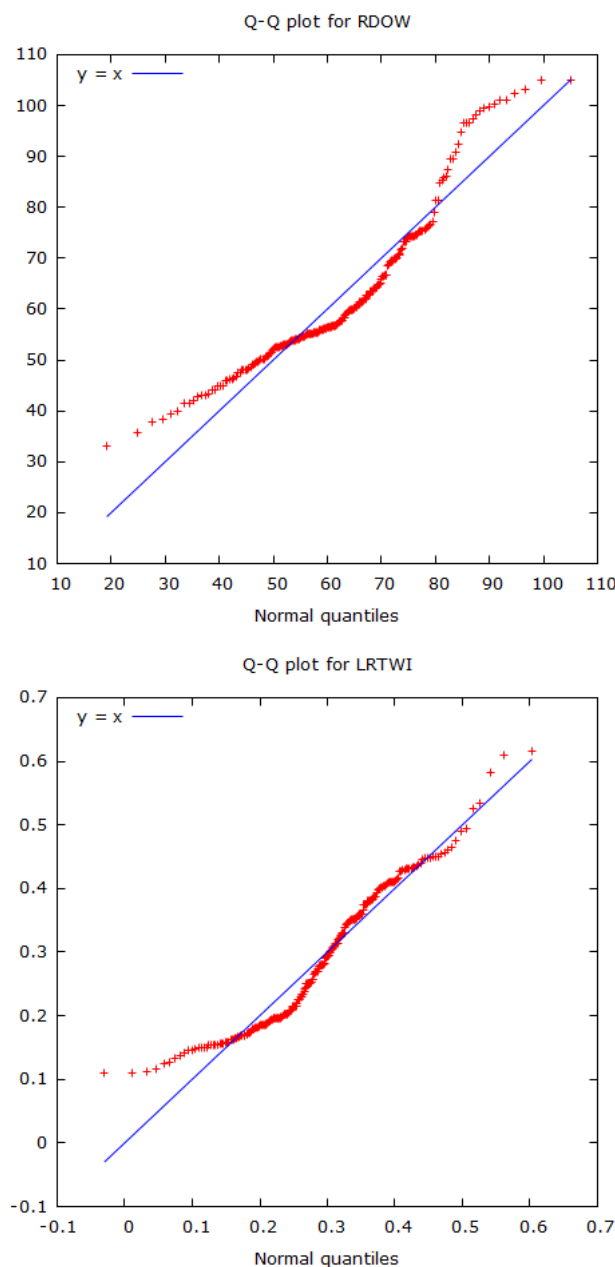 Q-Q plot for RDOW
110
y = x
100
90
80
70
60
50
40
30
20
10
10 20 30 40 50 60 70 80 90 100 110
Normal quantiles
Q-Q plot for LRTWI
0.7
y = x
0.6
0.5
0.4
0.3
0.2
0.1
0
-0.1
-0.1 0 0.1 0.2 0.3 0.4 0.5 0.6 0.7
Normal quantiles